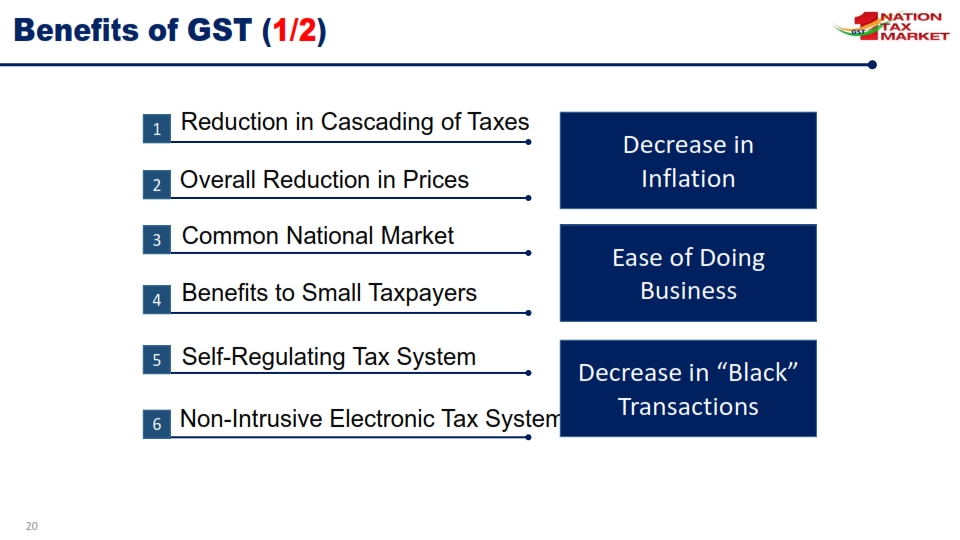 Benefits of GST (1/2)
GST
1 NATION
TAX
MARKET
1 Reduction in Cascading of Taxes
2 Overall Reduction in Prices
3 Common National Market
4 Benefits to Small Taxpayers
5 Self-Regulating Tax System
6 Non-Intrusive Electronic Tax System
Decrease in
Inflation
Ease of Doing
Business
Decrease in “Black”
Transactions
20